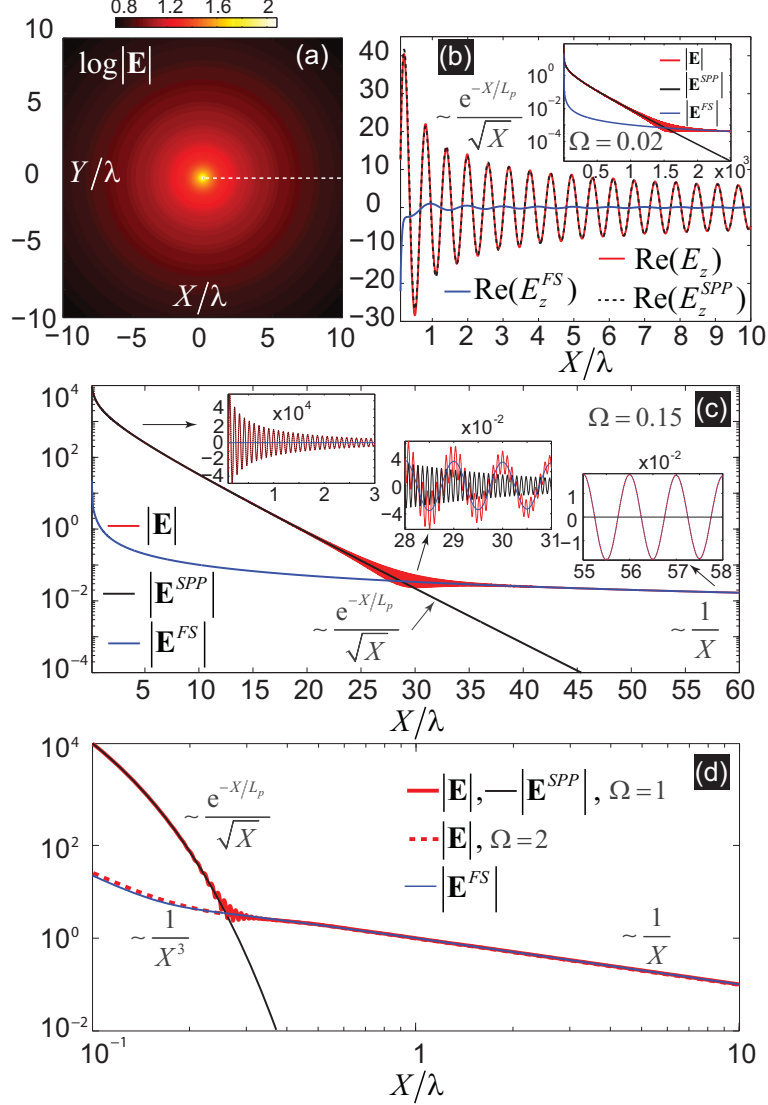 0.8 1.2 1.6 2
10
5
0
−5
−10
log|E|
(a)
Y/λ
X/λ
−10 −5 0 5 10
(b)
40
30
20
10
0
−10
−20
−30
~ e^{-X/L_p} / √X
|E|
|E^{SPP}|
|E^{FS}|
10^0
10^{-2}
10^{-4}
Ω = 0.02
0.5 1 1.5 2
x10^3
Re(E_z)
Re(E_z^{FS})
Re(E_z^{SPP})
1 2 3 4 5 6 7 8 9 10
X/λ
(c)
10^4
10^2
10^0
10^{-2}
10^{-4}
x10^4
4
2
0
−2
−4
1 2 3
Ω = 0.15
x10^{-2}
4
0
−4
28 29 30 31
x10^{-2}
1
0
−1
55 56 57 58
|E|
|E^{SPP}|
|E^{FS}|
~ e^{-X/L_p} / √X
~ 1/X
5 10 15 20 25 30 35 40 45 50 55 60
X/λ
(d)
10^4
10^2
10^0
10^{-2}
~ e^{-X/L_p} / √X
|E|, — |E^{SPP}|, Ω = 1
|E|, Ω = 2
|E^{FS}|
~ 1/X^3
~ 1/X
10^{-1} 1 10
X/λ